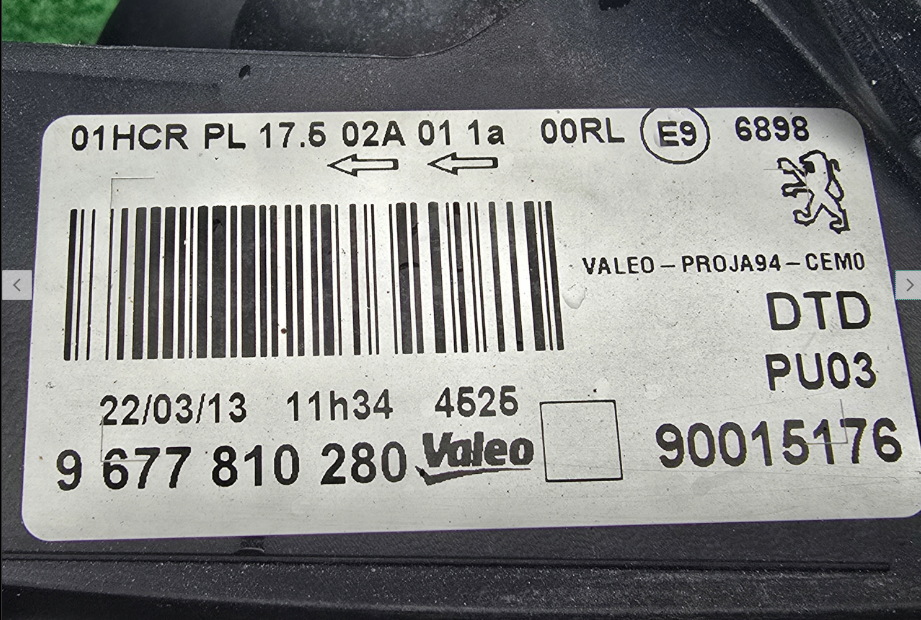 01HCR PL 17.5 02A 01 1a 00RL E9 6898
VALEO-PROJA94-CEM0
DTD
PU03
22/03/13 11h34 4525
9 677 810 280 Valeo 90015176